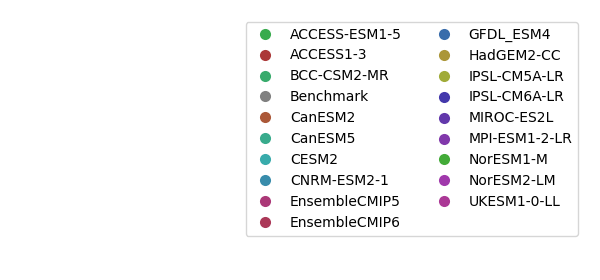 ACCESS-ESM1-5
ACCESS1-3
BCC-CSM2-MR
Benchmark
CanESM2
CanESM5
CESM2
CNRM-ESM2-1
EnsembleCMIP5
EnsembleCMIP6
GFDL_ESM4
HadGEM2-CC
IPSL-CM5A-LR
IPSL-CM6A-LR
MIROC-ES2L
MPI-ESM1-2-LR
NorESM1-M
NorESM2-LM
UKESM1-0-LL